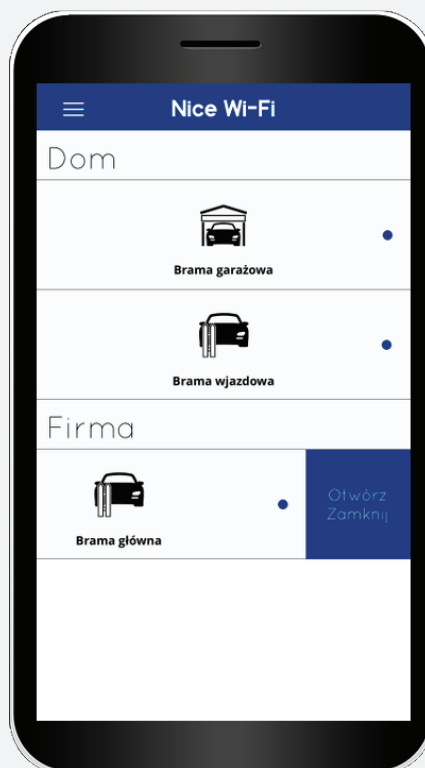 Nice Wi-Fi
Dom
Brama garażowa
Brama wjazdowa
Firma
Otwórz
Zamknij
Brama główna